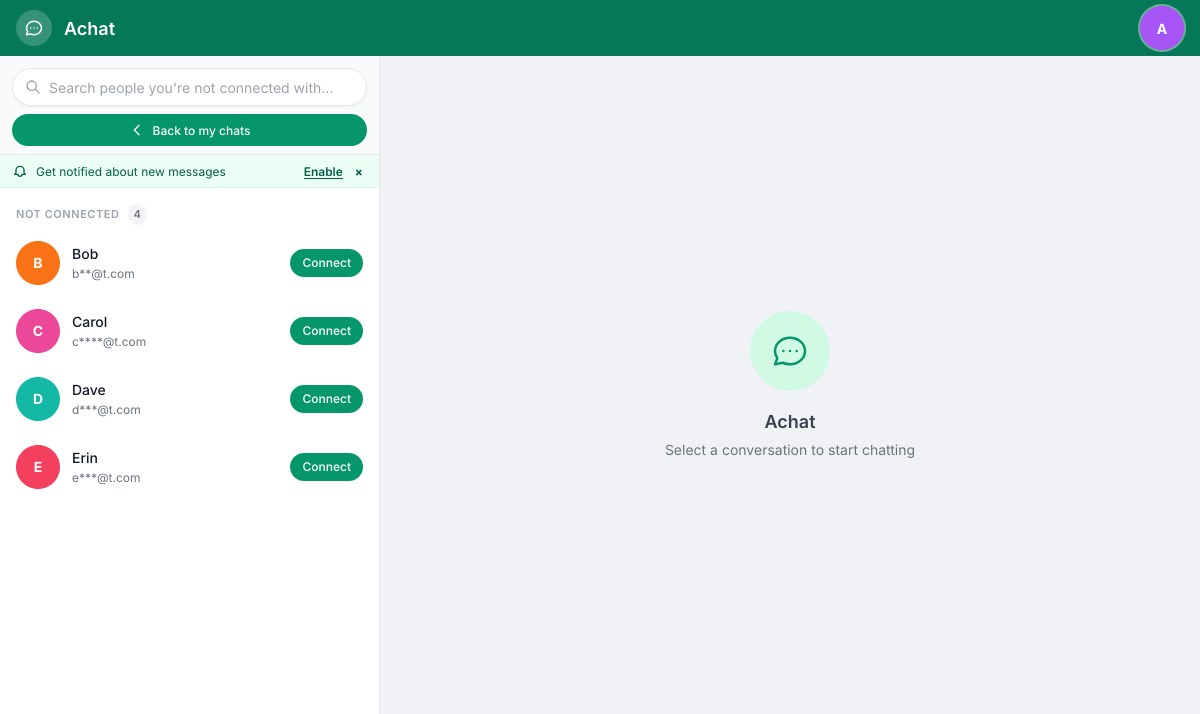 Achat
A
Search people you're not connected with...
Back to my chats
Get notified about new messages Enable ×
NOT CONNECTED 4
B
Bob
b**@t.com
Connect
C
Carol
c****@t.com
Connect
D
Dave
d***@t.com
Connect
E
Erin
e***@t.com
Connect
Achat
Select a conversation to start chatting